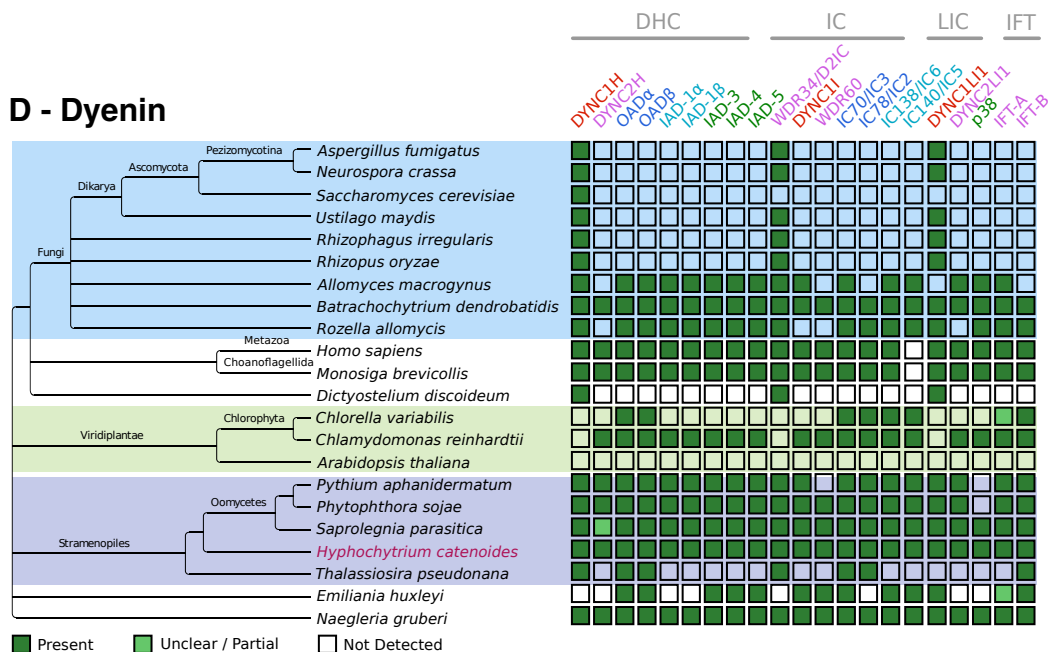 DHC IC LIC IFT
DYNC1H DYNC2H OADα OADβ IAD-1α IAD-1β IAD-3 IAD-4 IAD-5 WDR34/D2IC DYNC1I WDR60 IC70/IC3 IC78/IC2 IC138/IC6 IC140/IC5 DYNC1LI1 DYNC2LI1 p38 IFT-A IFT-B
D - Dyenin
Pezizomycotina Aspergillus fumigatus
Ascomycota Neurospora crassa
Dikarya Saccharomyces cerevisiae
Ustilago maydis
Rhizophagus irregularis
Fungi Rhizopus oryzae
Allomyces macrogynus
Batrachochytrium dendrobatidis
Rozella allomycis
Metazoa Homo sapiens
Choanoflagellida Monosiga brevicollis
Dictyostelium discoideum
Chlorophyta Chlorella variabilis
Viridiplantae Chlamydomonas reinhardtii
Arabidopsis thaliana
Pythium aphanidermatum
Oomycetes Phytophthora sojae
Saprolegnia parasitica
Stramenopiles Hyphochytrium catenoides
Thalassiosira pseudonana
Emiliania huxleyi
Naegleria gruberi
Present Unclear / Partial Not Detected